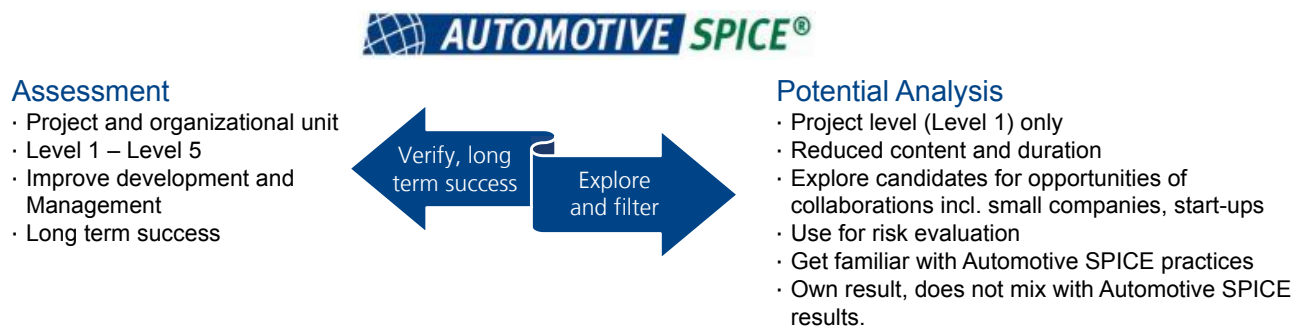 AUTOMOTIVE SPICE®
Assessment
· Project and organizational unit
· Level 1 – Level 5
· Improve development and
Management
· Long term success
Verify, long
term success
Explore
and filter
Potential Analysis
· Project level (Level 1) only
· Reduced content and duration
· Explore candidates for opportunities of
collaborations incl. small companies, start-ups
· Use for risk evaluation
· Get familiar with Automotive SPICE practices
· Own result, does not mix with Automotive SPICE
results.